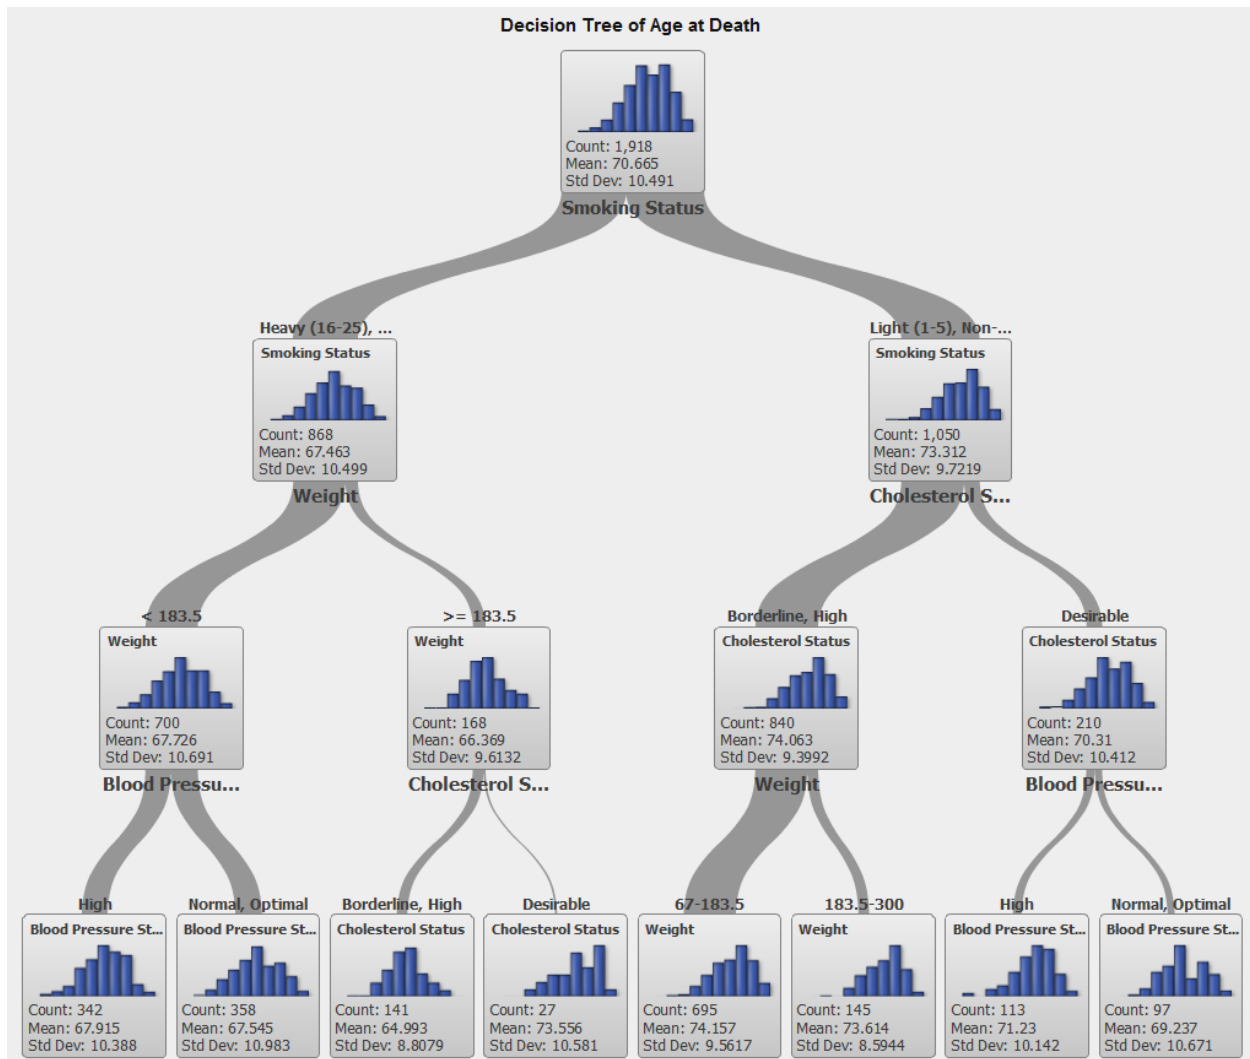 Decision Tree of Age at Death
Count: 1,918
Mean: 70.665
Std Dev: 10.491
Smoking Status
Heavy (16-25), ...
Smoking Status
Count: 868
Mean: 67.463
Std Dev: 10.499
Weight
Light (1-5), Non-...
Smoking Status
Count: 1,050
Mean: 73.312
Std Dev: 9.7219
Cholesterol S...
< 183.5
Weight
Count: 700
Mean: 67.726
Std Dev: 10.691
Blood Pressu...
>= 183.5
Weight
Count: 168
Mean: 66.369
Std Dev: 9.6132
Cholesterol S...
Borderline, High
Cholesterol Status
Count: 840
Mean: 74.063
Std Dev: 9.3992
Weight
Desirable
Cholesterol Status
Count: 210
Mean: 70.31
Std Dev: 10.412
Blood Pressu...
High
Blood Pressure St...
Count: 342
Mean: 67.915
Std Dev: 10.388
Normal, Optimal
Blood Pressure St...
Count: 358
Mean: 67.545
Std Dev: 10.983
Borderline, High
Cholesterol Status
Count: 141
Mean: 64.993
Std Dev: 8.8079
Desirable
Cholesterol Status
Count: 27
Mean: 73.556
Std Dev: 10.581
67-183.5
Weight
Count: 695
Mean: 74.157
Std Dev: 9.5617
183.5-300
Weight
Count: 145
Mean: 73.614
Std Dev: 8.5944
High
Blood Pressure St...
Count: 113
Mean: 71.23
Std Dev: 10.142
Normal, Optimal
Blood Pressure St...
Count: 97
Mean: 69.237
Std Dev: 10.671